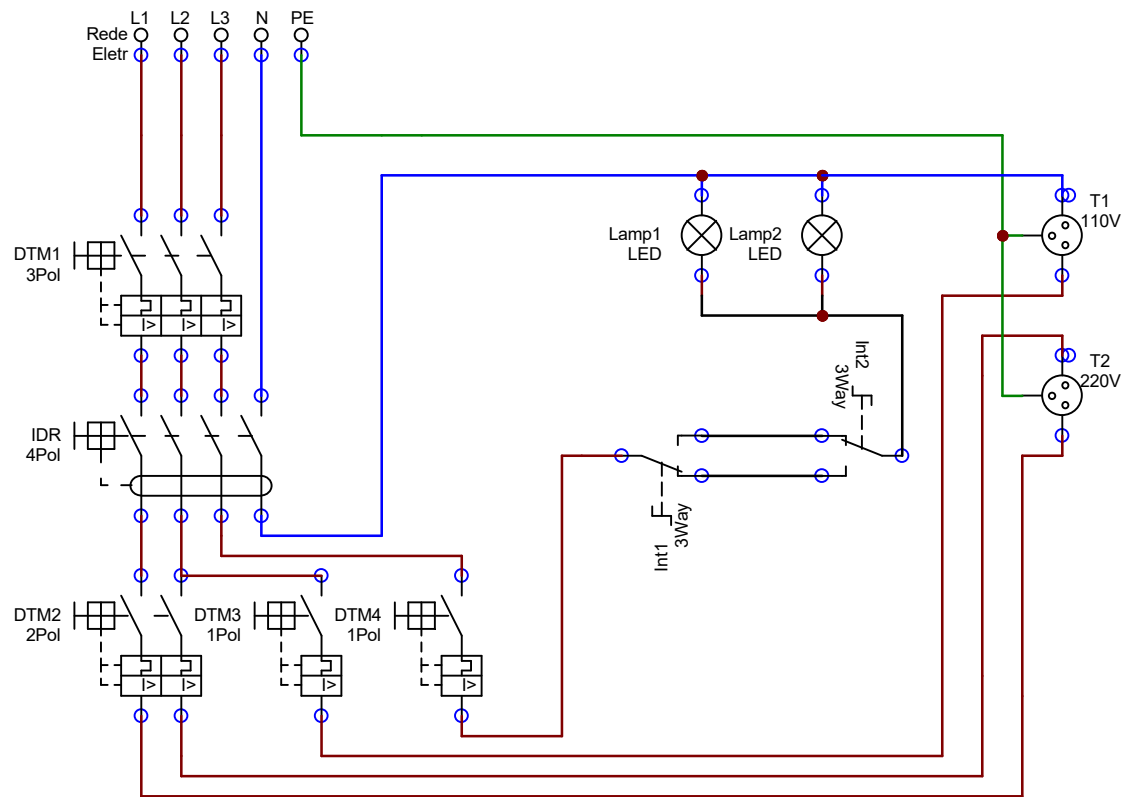 L1 L2 L3 N PE
Rede
Eletr
T1
110V
Lamp1
LED
Lamp2
LED
DTM1
3Pol
I> I> I>
Int2
3Way
T2
220V
IDR
4Pol
Int1
3Way
DTM2
2Pol
I> I>
DTM3
1Pol
I>
DTM4
1Pol
I>